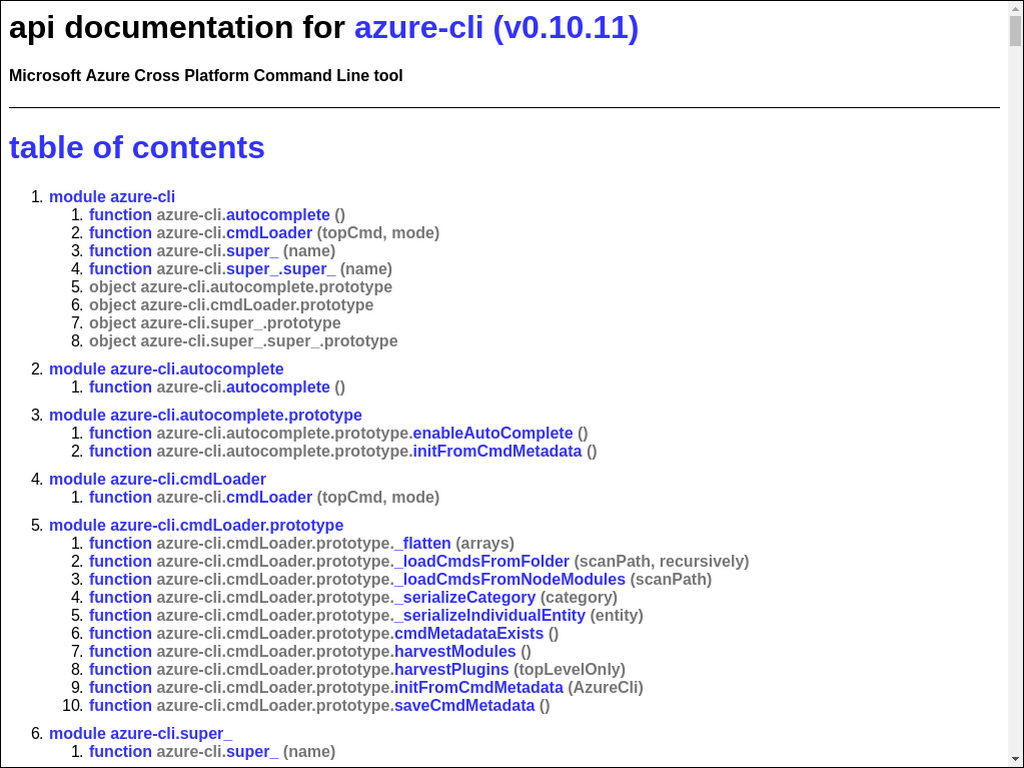 api documentation for azure-cli (v0.10.11)
Microsoft Azure Cross Platform Command Line tool
table of contents
1. module azure-cli
1. function azure-cli.autocomplete ()
2. function azure-cli.cmdLoader (topCmd, mode)
3. function azure-cli.super_ (name)
4. function azure-cli.super_.super_ (name)
5. object azure-cli.autocomplete.prototype
6. object azure-cli.cmdLoader.prototype
7. object azure-cli.super_.prototype
8. object azure-cli.super_.super_.prototype
2. module azure-cli.autocomplete
1. function azure-cli.autocomplete ()
3. module azure-cli.autocomplete.prototype
1. function azure-cli.autocomplete.prototype.enableAutoComplete ()
2. function azure-cli.autocomplete.prototype.initFromCmdMetadata ()
4. module azure-cli.cmdLoader
1. function azure-cli.cmdLoader (topCmd, mode)
5. module azure-cli.cmdLoader.prototype
1. function azure-cli.cmdLoader.prototype._flatten (arrays)
2. function azure-cli.cmdLoader.prototype._loadCmdsFromFolder (scanPath, recursively)
3. function azure-cli.cmdLoader.prototype._loadCmdsFromNodeModules (scanPath)
4. function azure-cli.cmdLoader.prototype._serializeCategory (category)
5. function azure-cli.cmdLoader.prototype._serializeIndividualEntity (entity)
6. function azure-cli.cmdLoader.prototype.cmdMetadataExists ()
7. function azure-cli.cmdLoader.prototype.harvestModules ()
8. function azure-cli.cmdLoader.prototype.harvestPlugins (topLevelOnly)
9. function azure-cli.cmdLoader.prototype.initFromCmdMetadata (AzureCli)
10. function azure-cli.cmdLoader.prototype.saveCmdMetadata ()
6. module azure-cli.super_
1. function azure-cli.super_ (name)